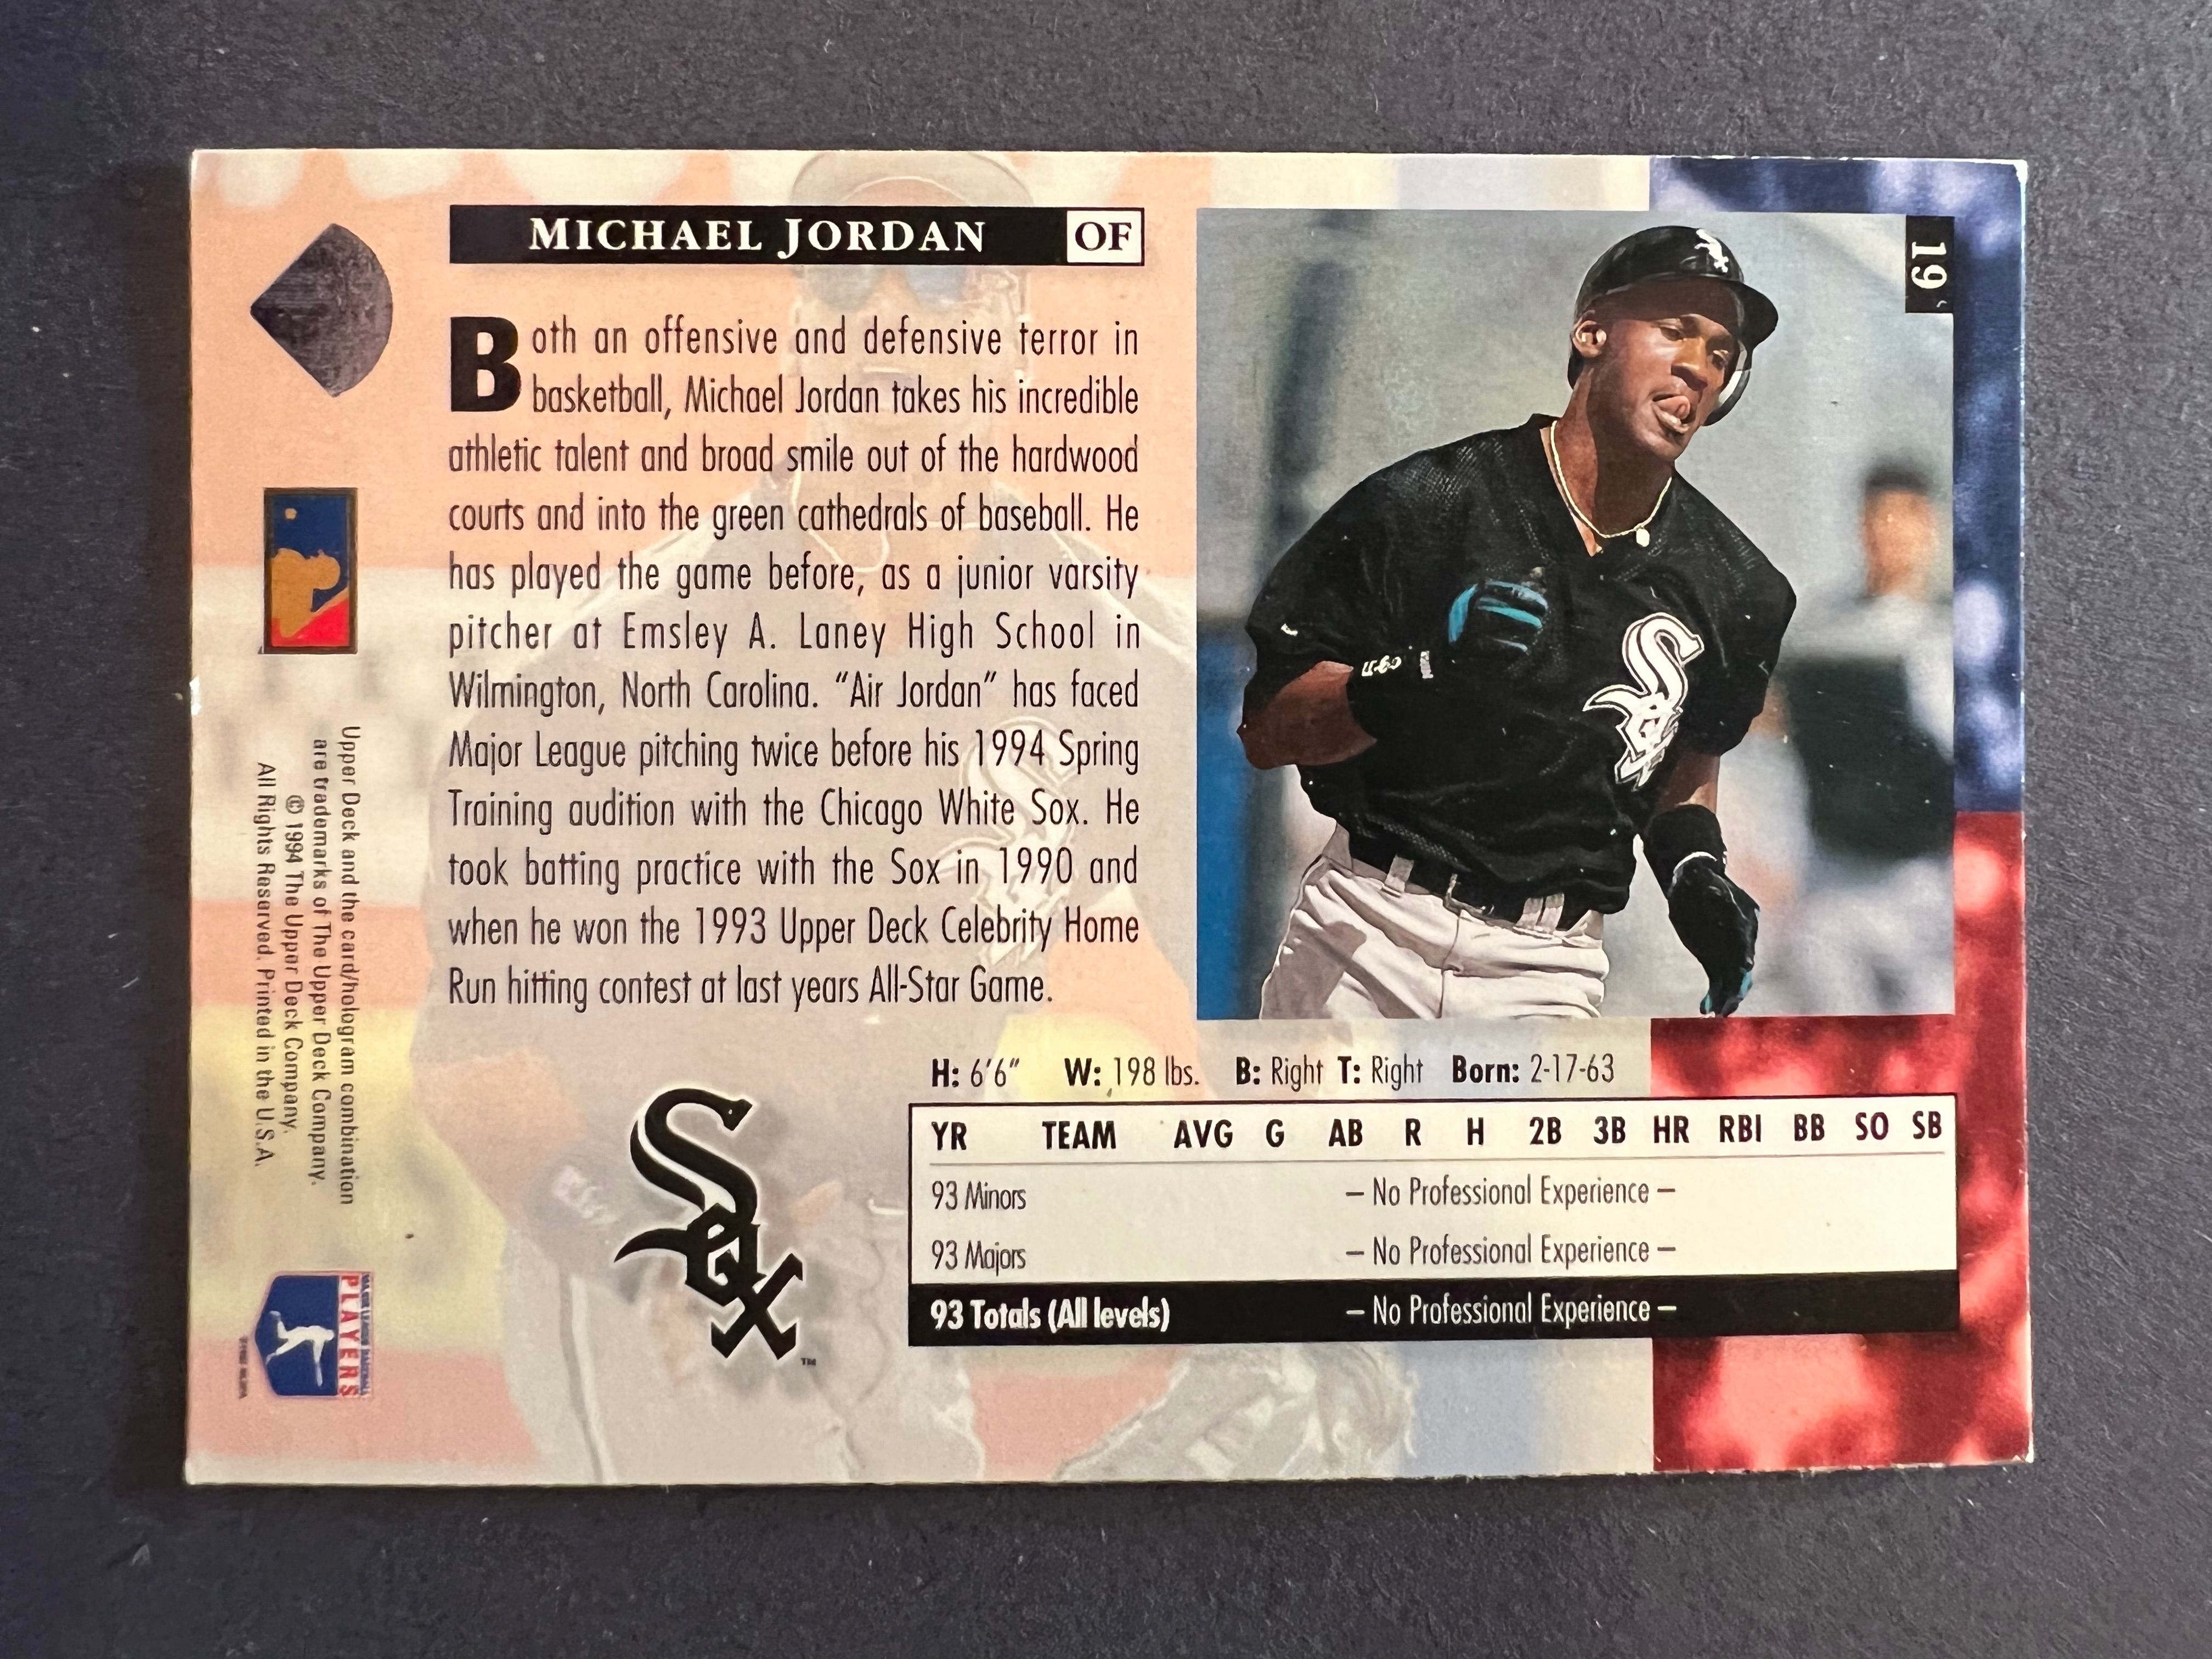 MICHAEL JORDAN OF
Both an offensive and defensive terror in
basketball, Michael Jordan takes his incredible
athletic talent and broad smile out of the hardwood
courts and into the green cathedrals of baseball. He
has played the game before, as a junior varsity
pitcher at Emsley A. Laney High School in
Wilmington, North Carolina. “Air Jordan” has faced
Major League pitching twice before his 1994 Spring
Training audition with the Chicago White Sox. He
took batting practice with the Sox in 1990 and
when he won the 1993 Upper Deck Celebrity Home
Run hitting contest at last years All-Star Game.
19
Sox
H: 6'6" W: 198 lbs. B: Right T: Right Born: 2-17-63
YR TEAM AVG G AB R H 2B 3B HR RBI BB SO SB
93 Minors – No Professional Experience –
93 Majors – No Professional Experience –
93 Totals (All levels) – No Professional Experience –
Sox ™
Upper Deck and the card/hologram combination
are trademarks of The Upper Deck Company.
© 1994 The Upper Deck Company.
All Rights Reserved. Printed in the U.S.A.
MAJOR LEAGUE BASEBALL
PLAYERS